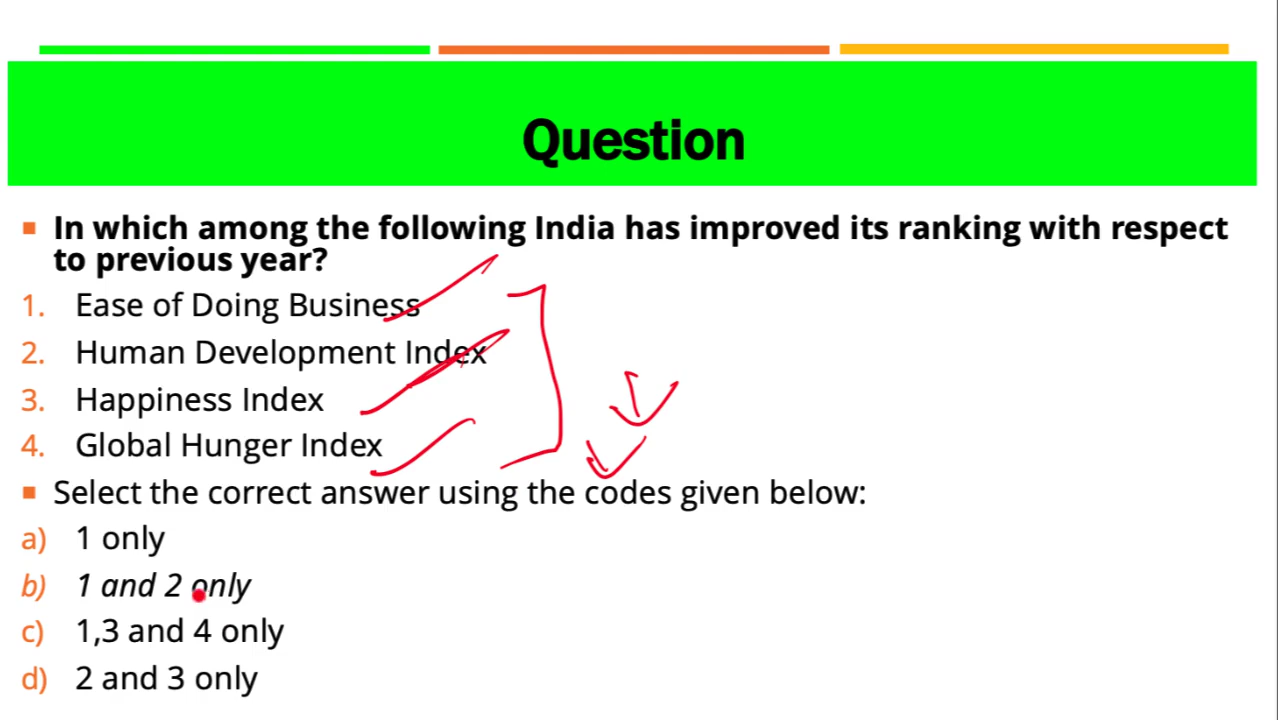 Question
In which among the following India has improved its ranking with respect
to previous year?
1. Ease of Doing Business
2. Human Development Index
3. Happiness Index
4. Global Hunger Index
Select the correct answer using the codes given below:
a) 1 only
b) 1 and 2 only
c) 1,3 and 4 only
d) 2 and 3 only